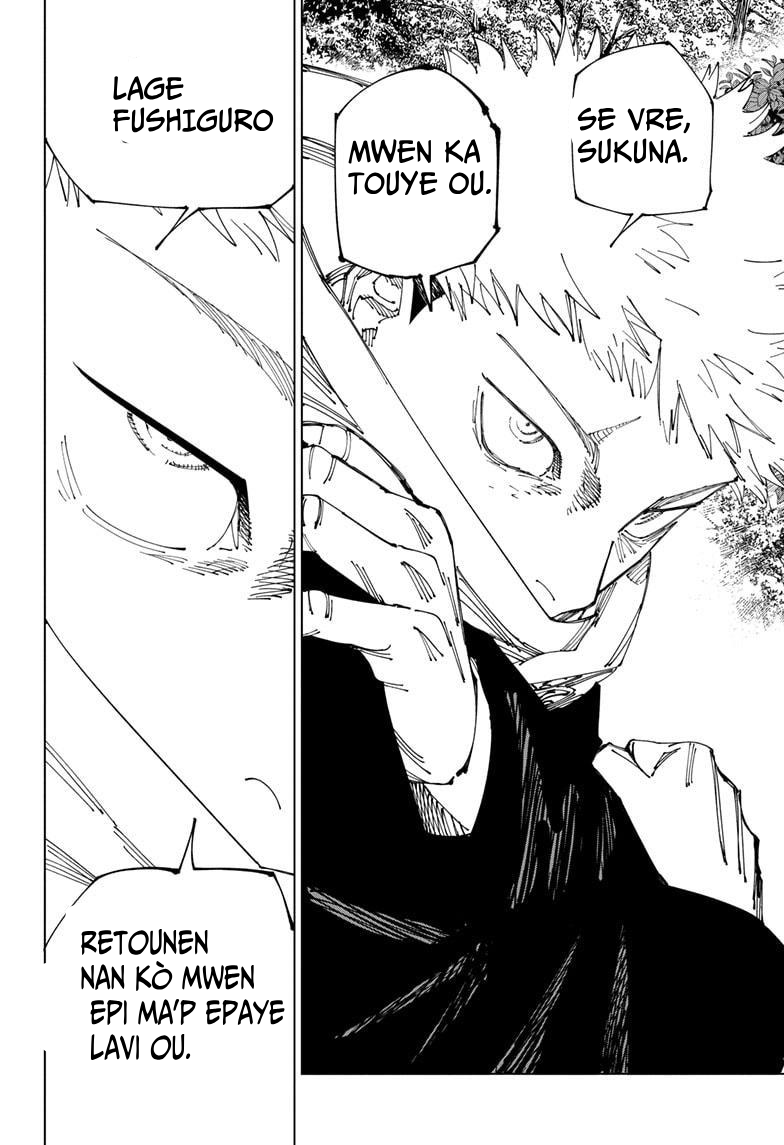 SE VRE,
SUKUNA.
MWEN KA
TOUYE OU.
LAGE
FUSHIGURO
RETOUNEN
NAN KÒ MWEN
EPI MA'P EPAYE
LAVI OU.